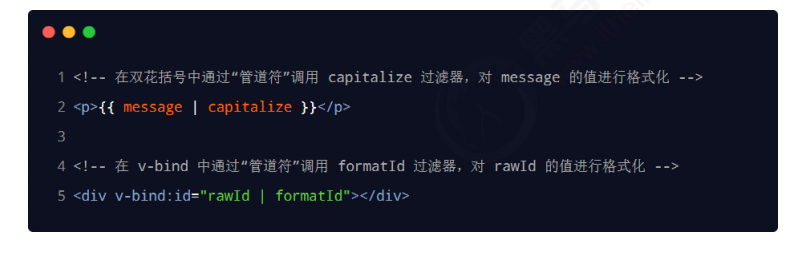 1 <!-- 在双花括号中通过“管道符”调用 capitalize 过滤器，对 message 的值进行格式化 -->
2 <p>{{ message | capitalize }}</p>
3
4 <!-- 在 v-bind 中通过“管道符”调用 formatId 过滤器，对 rawId 的值进行格式化 -->
5 <div v-bind:id="rawId | formatId"></div>